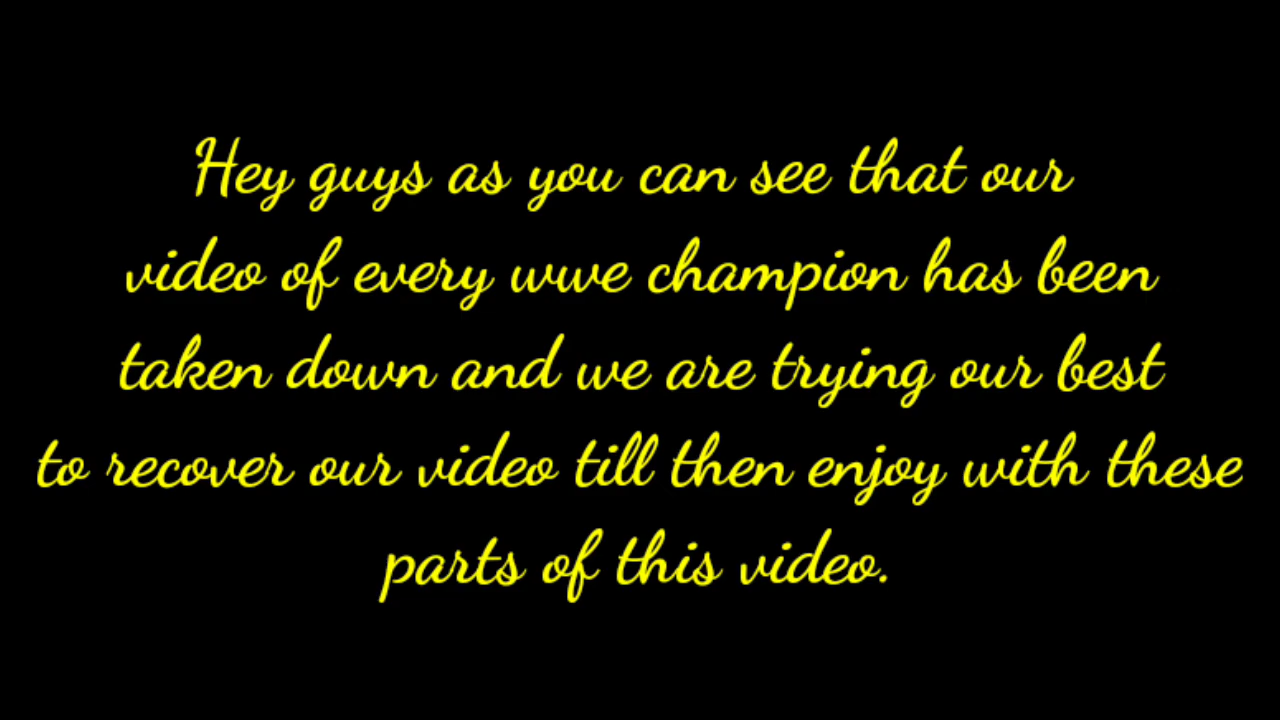 Hey guys as you can see that our
video of every wwe champion has been
taken down and we are trying our best
to recover our video till then enjoy with these
parts of this video.